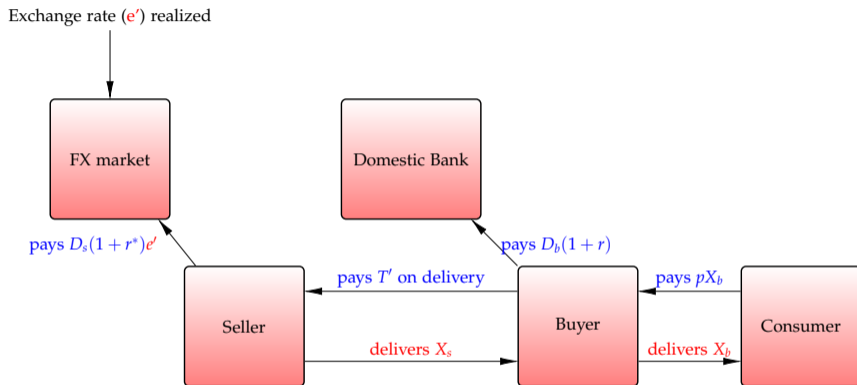 Exchange rate (e′) realized
FX market
Domestic Bank
pays D_s(1 + r*)e′
pays D_b(1 + r)
pays T′ on delivery
pays pX_b
Seller
Buyer
Consumer
delivers X_s
delivers X_b